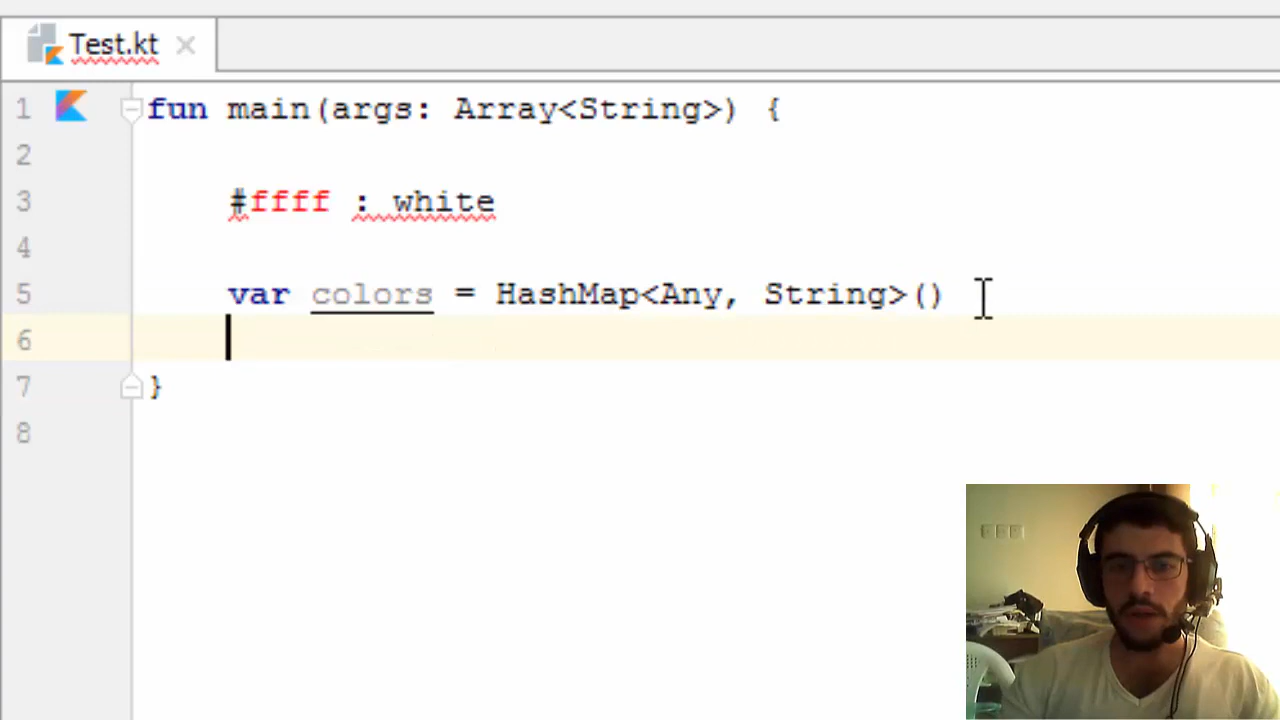 Test.kt
1 fun main(args: Array<String>) {
2
3 #ffff : white
4
5 var colors = HashMap<Any, String>()
6
7 }
8